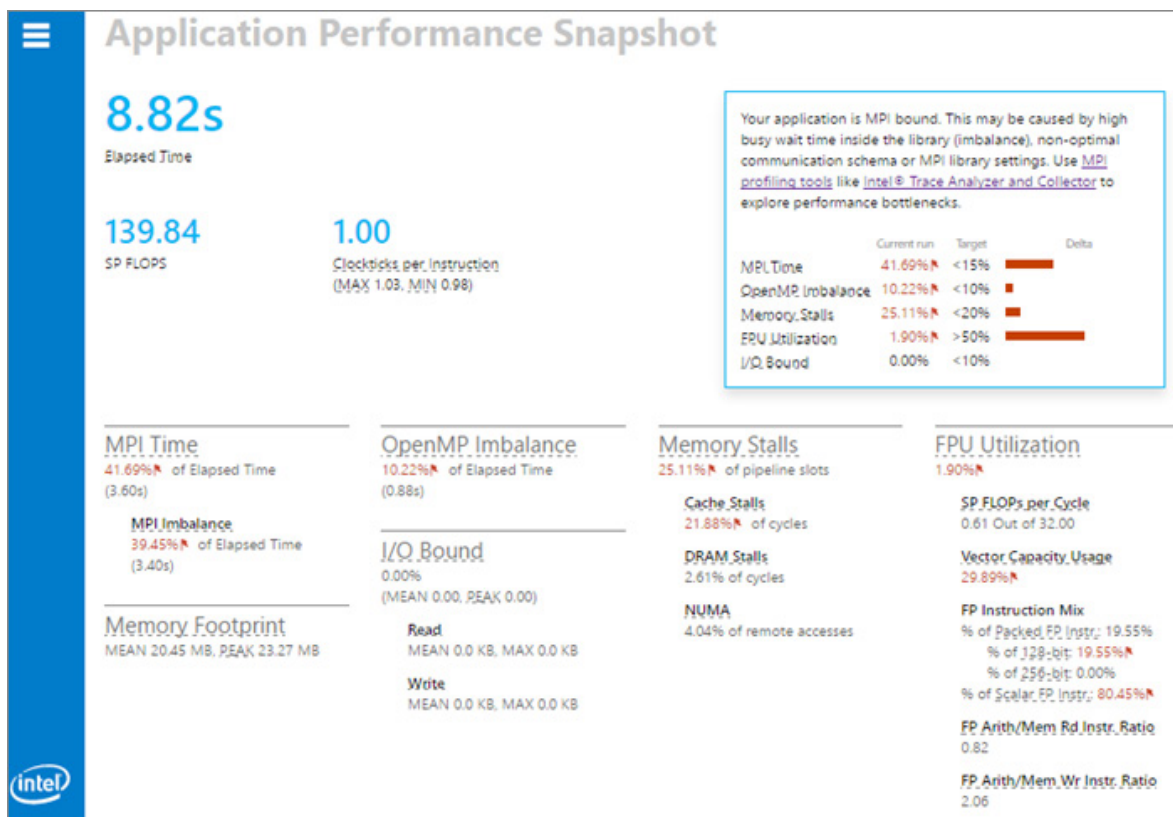 Application Performance Snapshot
8.82s
Elapsed Time
139.84
SP FLOPS
1.00
Clockticks per Instruction
(MAX 1.03, MIN 0.98)
Your application is MPI bound. This may be caused by high
busy wait time inside the library (imbalance), non-optimal
communication schema or MPI library settings. Use MPI
profiling tools like Intel® Trace Analyzer and Collector to
explore performance bottlenecks.
Current run Target Delta
MPI Time 41.69% <15%
OpenMP Imbalance 10.22% <10%
Memory Stalls 25.11% <20%
FPU Utilization 1.90% >50%
I/O Bound 0.00% <10%
MPI Time
41.69% of Elapsed Time
(3.60s)
MPI Imbalance
39.45% of Elapsed Time
(3.40s)
Memory Footprint
MEAN 20.45 MB, PEAK 23.27 MB
OpenMP Imbalance
10.22% of Elapsed Time
(0.88s)
I/O Bound
0.00%
(MEAN 0.00, PEAK 0.00)
Read
MEAN 0.0 KB, MAX 0.0 KB
Write
MEAN 0.0 KB, MAX 0.0 KB
Memory Stalls
25.11% of pipeline slots
Cache Stalls
21.88% of cycles
DRAM Stalls
2.61% of cycles
NUMA
4.04% of remote accesses
FPU Utilization
1.90%
SP FLOPs per Cycle
0.61 Out of 32.00
Vector Capacity Usage
29.89%
FP Instruction Mix
% of Packed FP Instr.: 19.55%
% of 128-bit: 19.55%
% of 256-bit: 0.00%
% of Scalar FP Instr.: 80.45%
FP Arith/Mem Rd Instr. Ratio
0.82
FP Arith/Mem Wr Instr. Ratio
2.06
intel